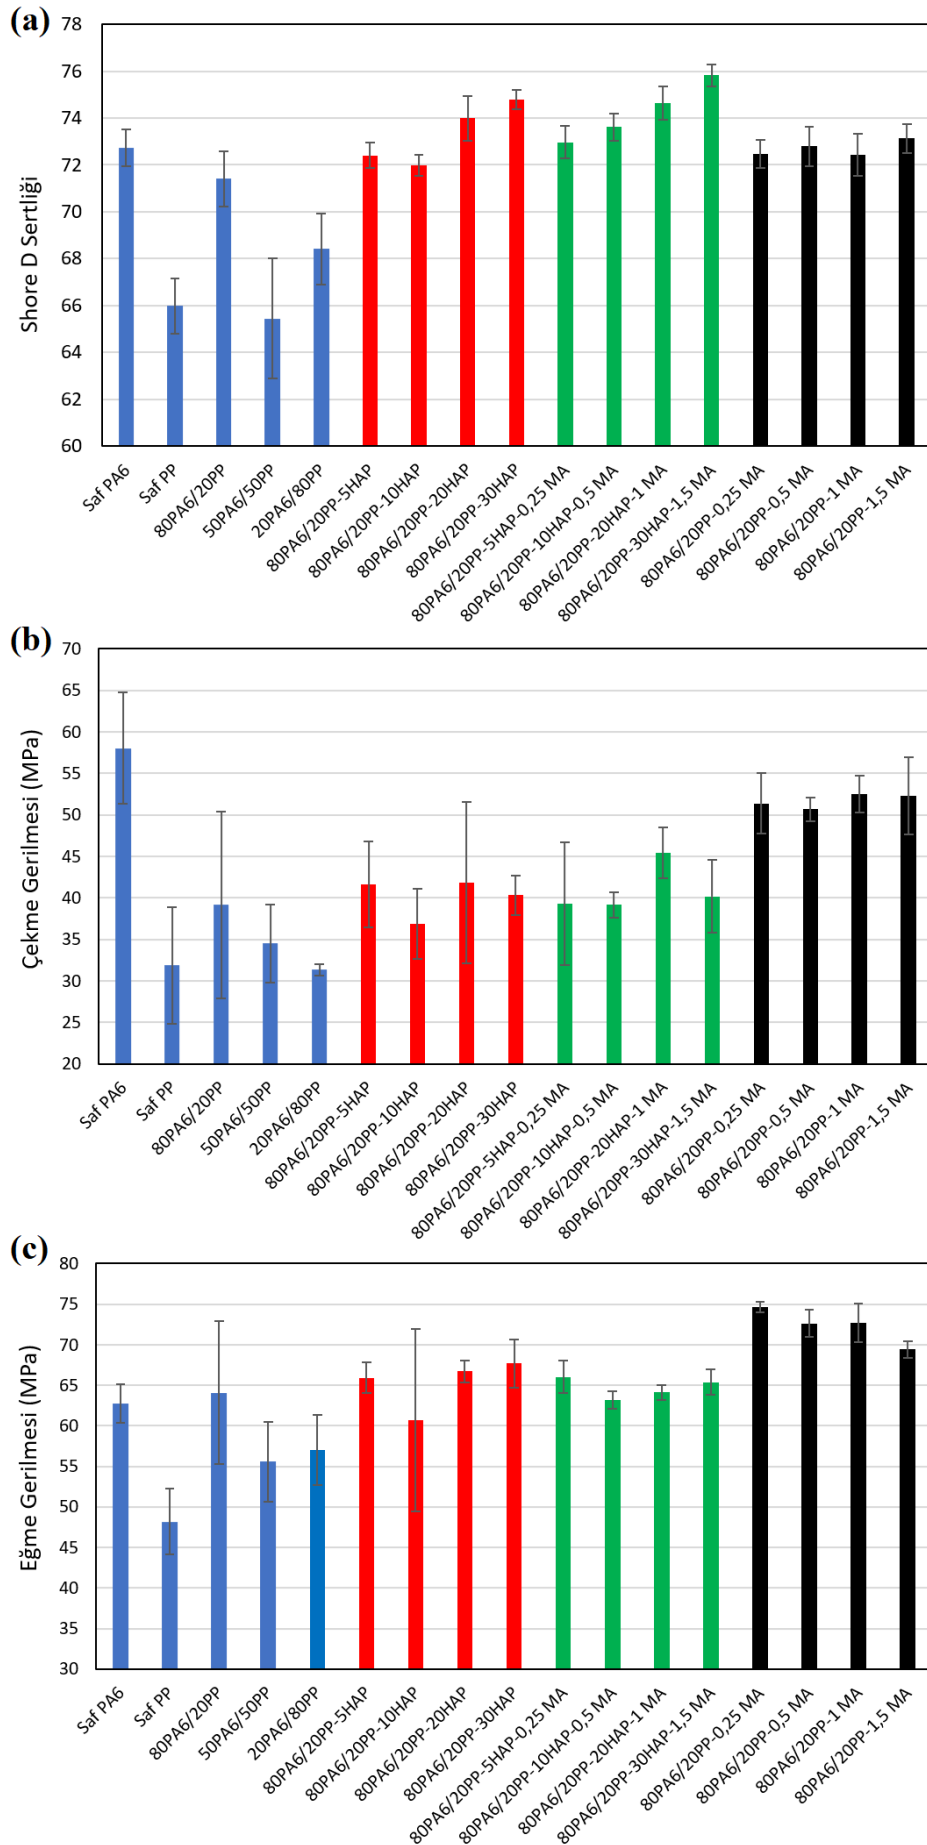 (a)
Shore D Sertliği
78
76
74
72
70
68
66
64
62
60
Saf PA6
Saf PP
80PA6/20PP
50PA6/50PP
20PA6/80PP
80PA6/20PP-5HAP
80PA6/20PP-10HAP
80PA6/20PP-20HAP
80PA6/20PP-30HAP
80PA6/20PP-5HAP-0,25 MA
80PA6/20PP-10HAP-0,5 MA
80PA6/20PP-20HAP-1 MA
80PA6/20PP-30HAP-1,5 MA
80PA6/20PP-0,25 MA
80PA6/20PP-0,5 MA
80PA6/20PP-1 MA
80PA6/20PP-1,5 MA
(b)
Çekme Gerilmesi (MPa)
70
65
60
55
50
45
40
35
30
25
20
Saf PA6
Saf PP
80PA6/20PP
50PA6/50PP
20PA6/80PP
80PA6/20PP-5HAP
80PA6/20PP-10HAP
80PA6/20PP-20HAP
80PA6/20PP-30HAP
80PA6/20PP-5HAP-0,25 MA
80PA6/20PP-10HAP-0,5 MA
80PA6/20PP-20HAP-1 MA
80PA6/20PP-30HAP-1,5 MA
80PA6/20PP-0,25 MA
80PA6/20PP-0,5 MA
80PA6/20PP-1 MA
80PA6/20PP-1,5 MA
(c)
Eğme Gerilmesi (MPa)
80
75
70
65
60
55
50
45
40
35
30
Saf PA6
Saf PP
80PA6/20PP
50PA6/50PP
20PA6/80PP
80PA6/20PP-5HAP
80PA6/20PP-10HAP
80PA6/20PP-20HAP
80PA6/20PP-30HAP
80PA6/20PP-5HAP-0,25 MA
80PA6/20PP-10HAP-0,5 MA
80PA6/20PP-20HAP-1 MA
80PA6/20PP-30HAP-1,5 MA
80PA6/20PP-0,25 MA
80PA6/20PP-0,5 MA
80PA6/20PP-1 MA
80PA6/20PP-1,5 MA